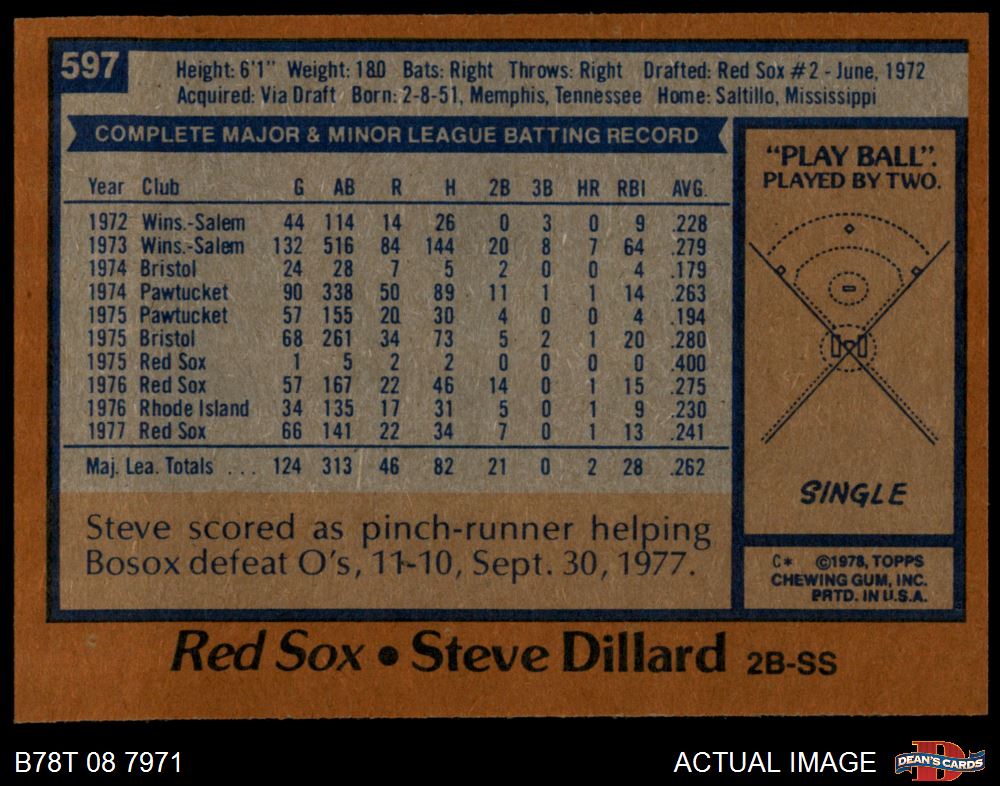 597
Height: 6'1" Weight: 180 Bats: Right Throws: Right Drafted: Red Sox #2 - June, 1972
Acquired: Via Draft Born: 2-8-51, Memphis, Tennessee Home: Saltillo, Mississippi
COMPLETE MAJOR & MINOR LEAGUE BATTING RECORD
Year Club G AB R H 2B 3B HR RBI AVG.
1972 Wins.-Salem 44 114 14 26 0 3 0 9 .228
1973 Wins.-Salem 132 516 84 144 20 8 7 64 .279
1974 Bristol 24 28 7 5 2 0 0 4 .179
1974 Pawtucket 90 338 50 89 11 1 1 14 .263
1975 Pawtucket 57 155 20 30 4 0 0 4 .194
1975 Bristol 68 261 34 73 5 2 1 20 .280
1975 Red Sox 1 5 2 2 0 0 0 0 .400
1976 Red Sox 57 167 22 46 14 0 1 15 .275
1976 Rhode Island 34 135 17 31 5 0 1 9 .230
1977 Red Sox 66 141 22 34 7 0 1 13 .241
Maj. Lea. Totals ... 124 313 46 82 21 0 2 28 .262
Steve scored as pinch-runner helping
Bosox defeat O's, 11-10, Sept. 30, 1977.
"PLAY BALL".
PLAYED BY TWO.
SINGLE
C* ©1978, TOPPS
CHEWING GUM, INC.
PRTD. IN U.S.A.
Red Sox • Steve Dillard 2B-SS
B78T 08 7971
ACTUAL IMAGE
DEAN'S CARDS